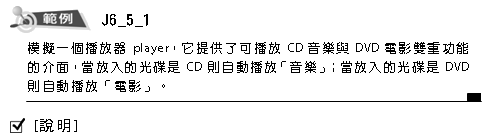 範例 J6_5_1
模擬一個播放器 player，它提供了可播放 CD 音樂與 DVD 電影雙重功能
的介面，當放入的光碟是 CD 則自動播放「音樂」；當放入的光碟是 DVD
則自動播放「電影」。
[說明]